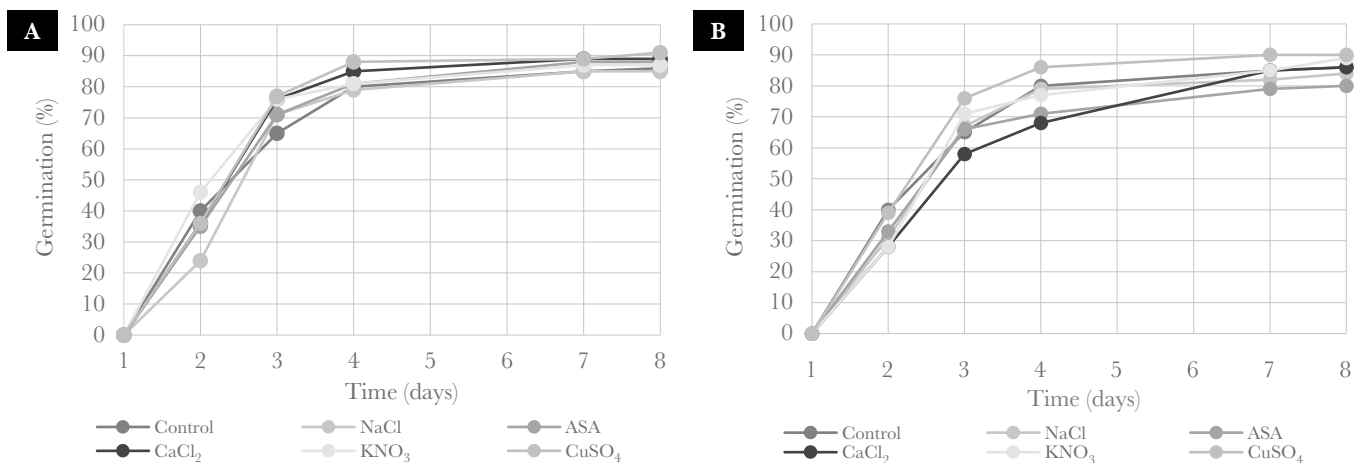 A
Germination (%)
100
90
80
70
60
50
40
30
20
10
0
1 2 3 4 5 6 7 8
Time (days)
Control NaCl ASA
CaCl₂ KNO₃ CuSO₄
B
Germination (%)
100
90
80
70
60
50
40
30
20
10
0
1 2 3 4 5 6 7 8
Time (days)
Control NaCl ASA
CaCl₂ KNO₃ CuSO₄